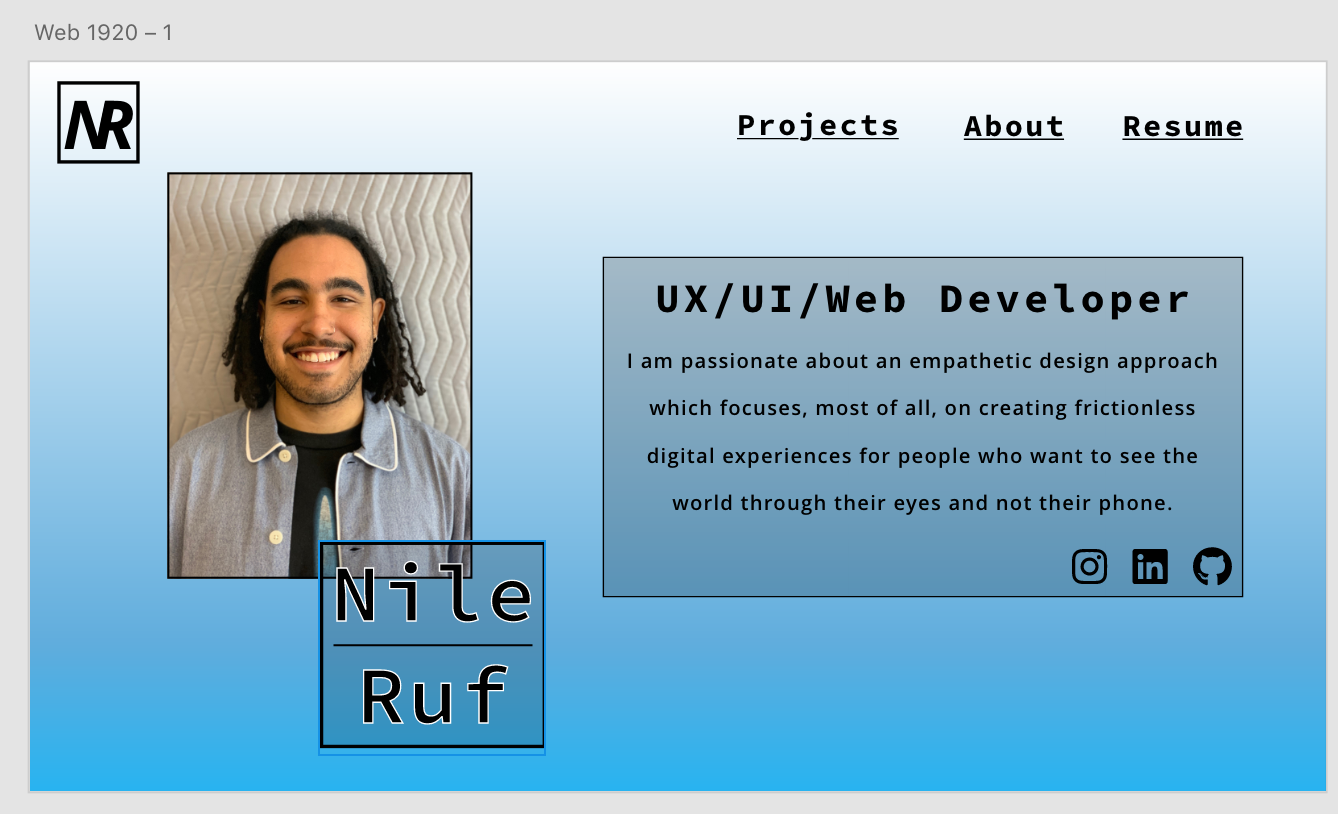 Web 1920 – 1
NR
Projects About Resume
UX/UI/Web Developer
I am passionate about an empathetic design approach
which focuses, most of all, on creating frictionless
digital experiences for people who want to see the
world through their eyes and not their phone.
in
Nile
Ruf